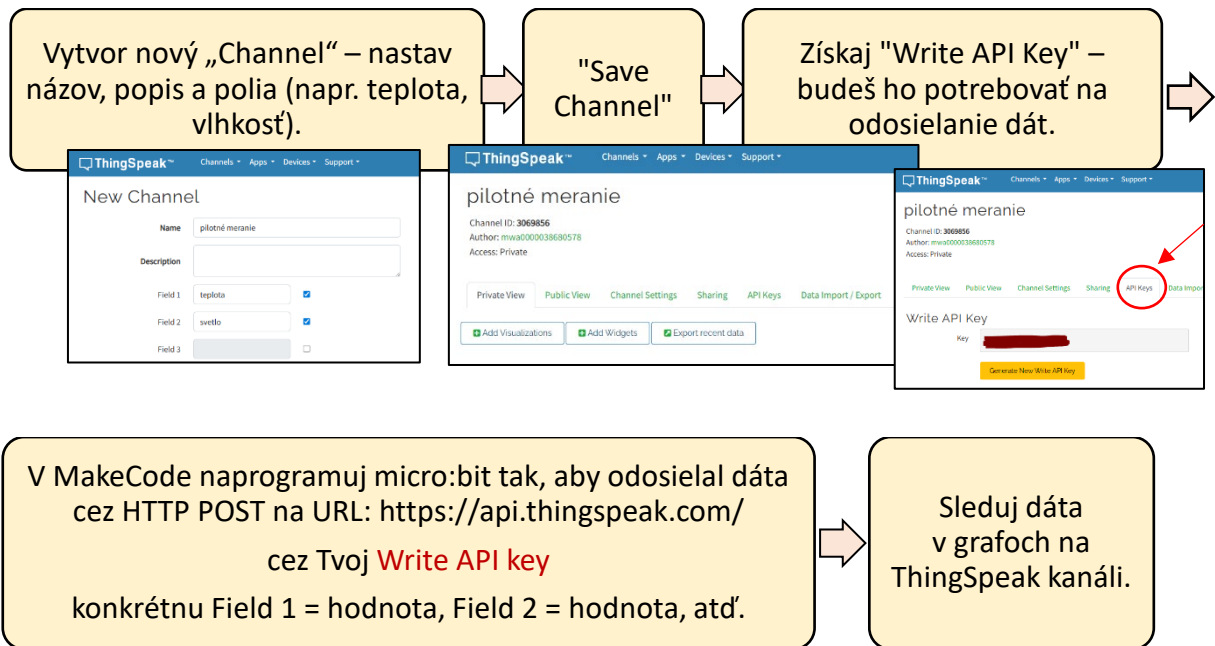 Vytvor nový „Channel“ – nastav
názov, popis a polia (napr. teplota,
vlhkosť).
"Save
Channel"
Získaj "Write API Key" –
budeš ho potrebovať na
odosielanie dát.
ThingSpeak™ Channels Apps Devices Support
New Channel
Name pilotné meranie
Description
Field 1 teplota
Field 2 svetlo
Field 3
ThingSpeak™ Channels Apps Devices Support
pilotné meranie
Channel ID: 3069856
Author: mwa0000038680578
Access: Private
Private View Public View Channel Settings Sharing API Keys Data Import / Export
Add Visualizations Add Widgets Export recent data
ThingSpeak™ Channels Apps Devices Support
pilotné meranie
Channel ID: 3069856
Author: mwa0000038680578
Access: Private
Private View Public View Channel Settings Sharing API Keys Data Impor
Write API Key
Key
Generate New Write API Key
V MakeCode naprogramuj micro:bit tak, aby odosielal dáta
cez HTTP POST na URL: https://api.thingspeak.com/
cez Tvoj Write API key
konkrétnu Field 1 = hodnota, Field 2 = hodnota, atď.
Sleduj dáta
v grafoch na
ThingSpeak kanáli.